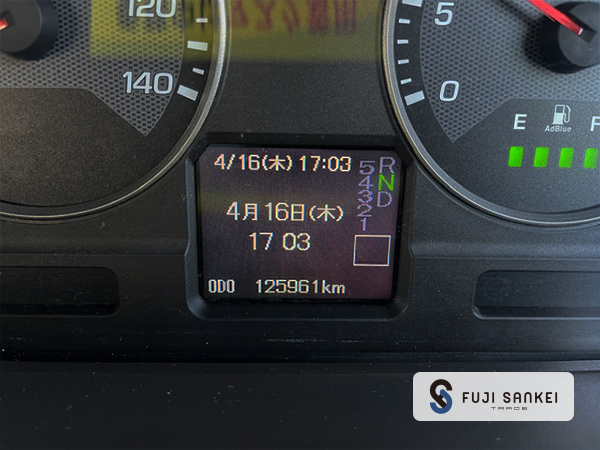 120
140
5
0
E
AdBlue
F
4/16(木) 17:03
4月16日(木)
17 03
5
4
3
2
1
R
N
D
ODO 125961km
FUJI SANKEI
TRADE